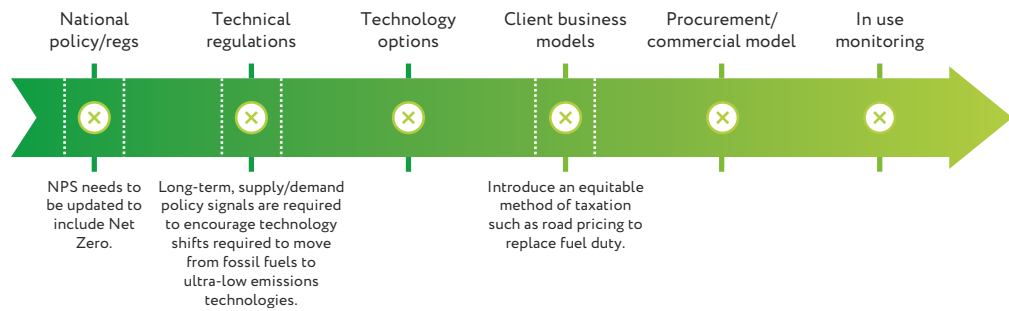 National
policy/regs
Technical
regulations
Technology
options
Client business
models
Procurement/
commercial model
In use
monitoring
NPS needs to
be updated to
include Net
Zero.
Long-term, supply/demand
policy signals are required
to encourage technology
shifts required to move
from fossil fuels to
ultra-low emissions
technologies.
Introduce an equitable
method of taxation
such as road pricing to
replace fuel duty.